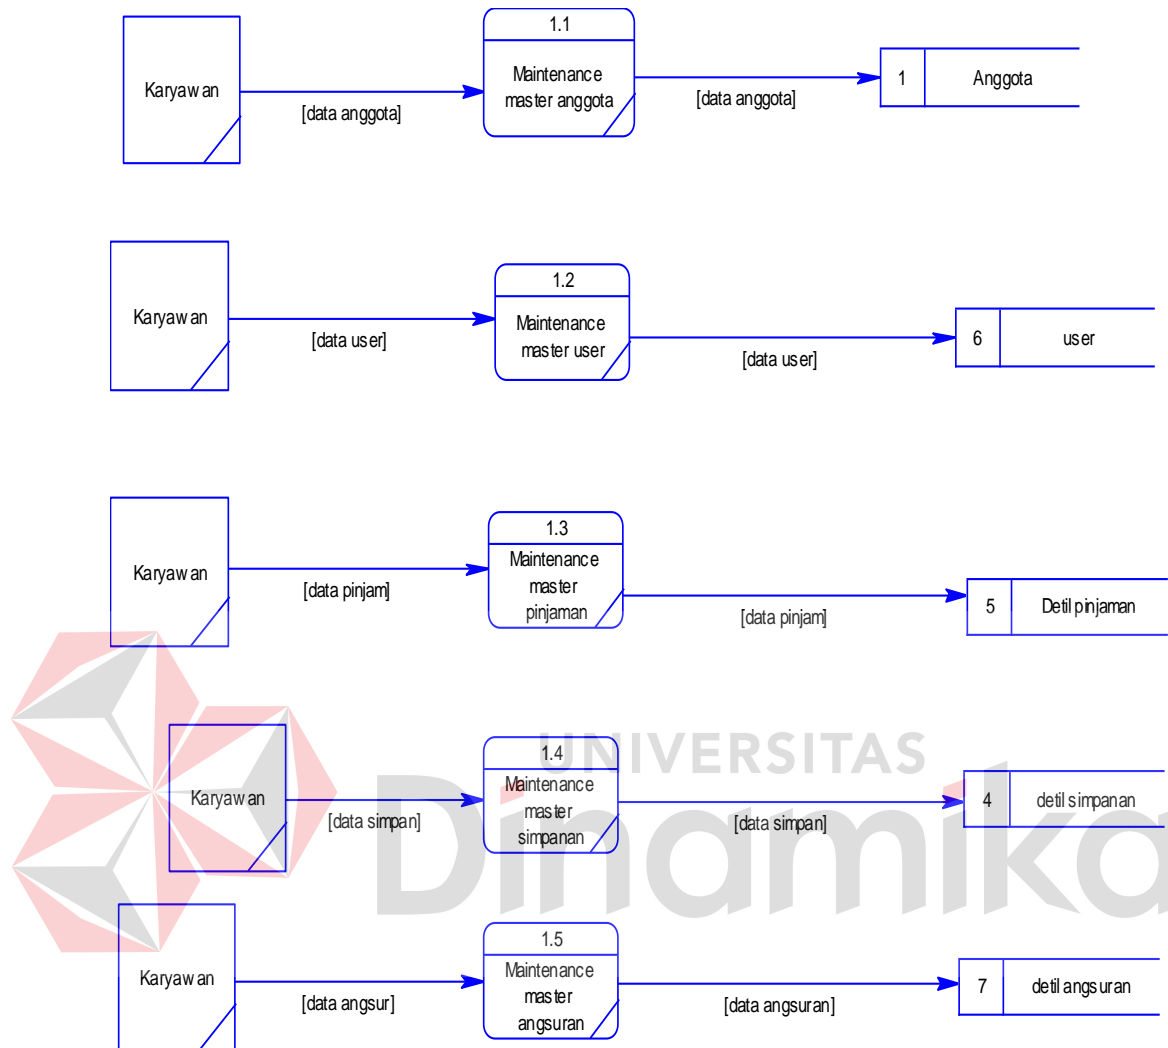 1.1
Karyawan
[data anggota]
Maintenance
master anggota
[data anggota]
1
Anggota
1.2
Karyawan
[data user]
Maintenance
master user
[data user]
6
user
1.3
Karyawan
[data pinjam]
Maintenance
master
pinjaman
[data pinjam]
5
Detil pinjaman
UNIVERSITAS
Dinamika
1.4
Karyawan
[data simpan]
Maintenance
master
simpanan
[data simpan]
4
detil simpanan
1.5
Karyawan
[data angsur]
Maintenance
master
angsuran
[data angsuran]
7
detil angsuran